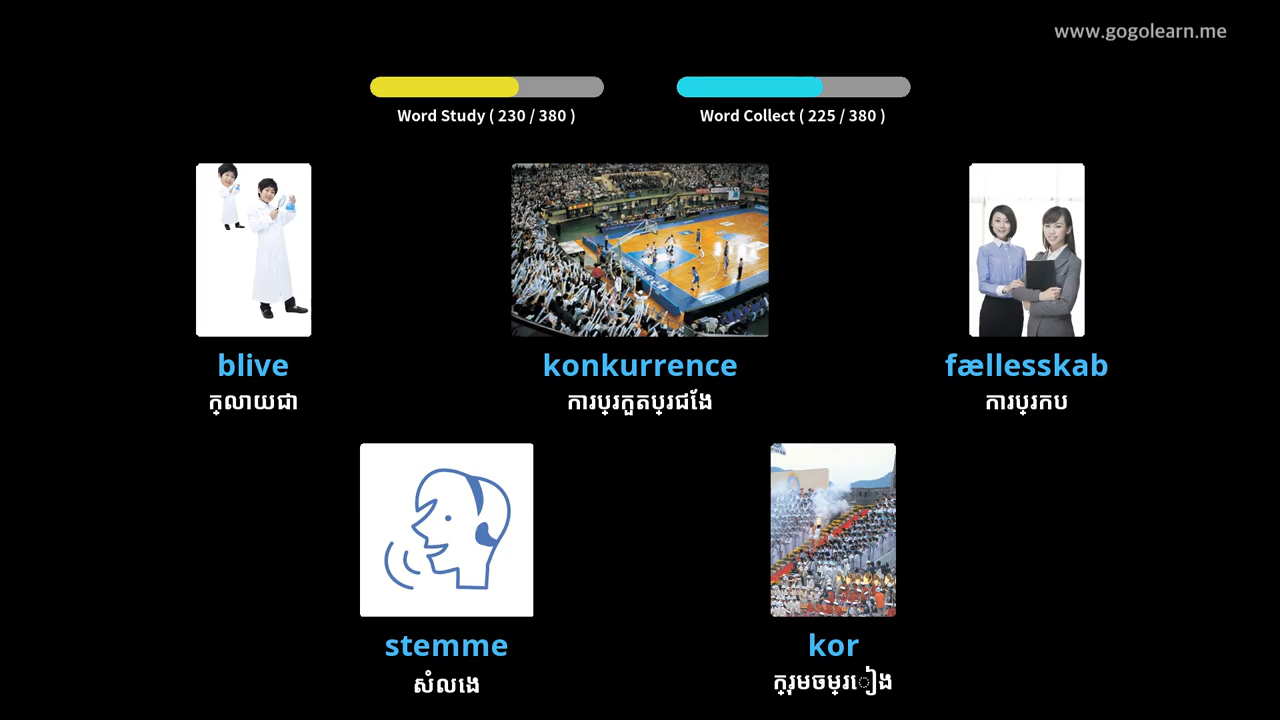 www.gogolearn.me
Word Study ( 230 / 380 )
Word Collect ( 225 / 380 )
blive
konkurrence
fællesskab
ក្លាយជា
ការប្រកួតប្រជែង
ការប្រកប
stemme
kor
សំលេង
ក្រុមចម្រៀង